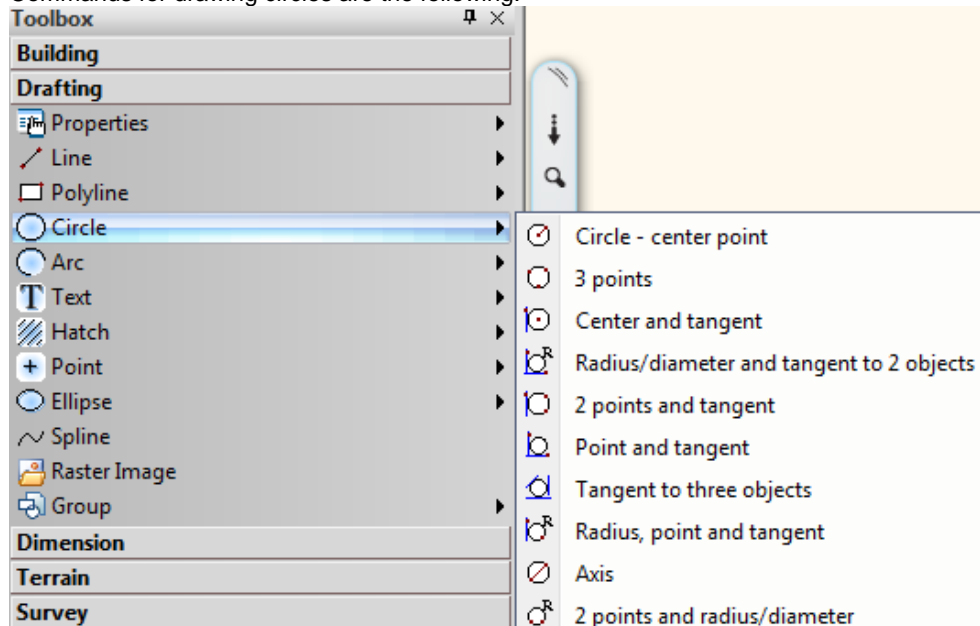 Commands for drawing circles are the following:
Toolbox
Building
Drafting
Properties
Line
Polyline
Circle
Arc
Text
Hatch
Point
Ellipse
Spline
Raster Image
Group
Dimension
Terrain
Survey
Circle - center point
3 points
Center and tangent
Radius/diameter and tangent to 2 objects
2 points and tangent
Point and tangent
Tangent to three objects
Radius, point and tangent
Axis
2 points and radius/diameter